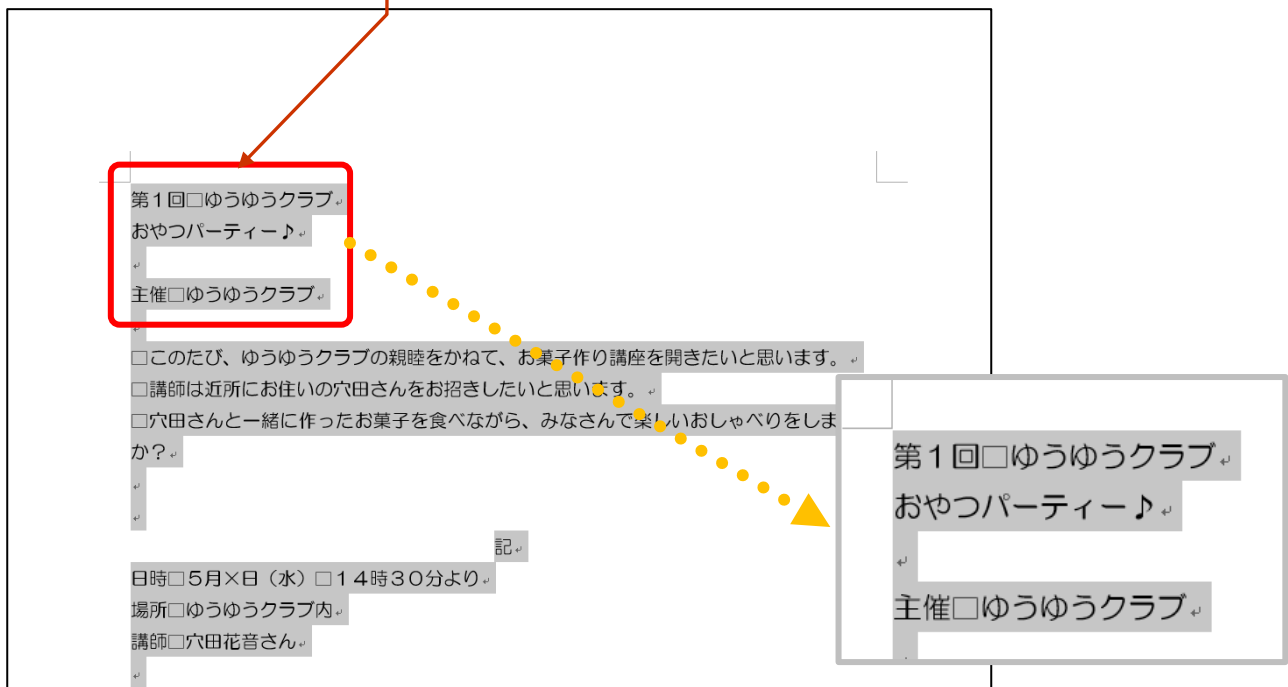 第１回□ゆうゆうクラブ↵
おやつパーティー♪↵
↵
主催□ゆうゆうクラブ↵
↵
□このたび、ゆうゆうクラブの親睦をかねて、お菓子作り講座を開きたいと思います。↵
□講師は近所にお住いの穴田さんをお招きしたいと思います。↵
□穴田さんと一緒に作ったお菓子を食べながら、みなさんで楽しいおしゃべりをしま
か？↵
↵
↵
記↵
日時□５月×日（水）□１４時３０分より↵
場所□ゆうゆうクラブ内↵
講師□穴田花音さん↵
↵
第１回□ゆうゆうクラブ↵
おやつパーティー♪↵
↵
主催□ゆうゆうクラブ↵